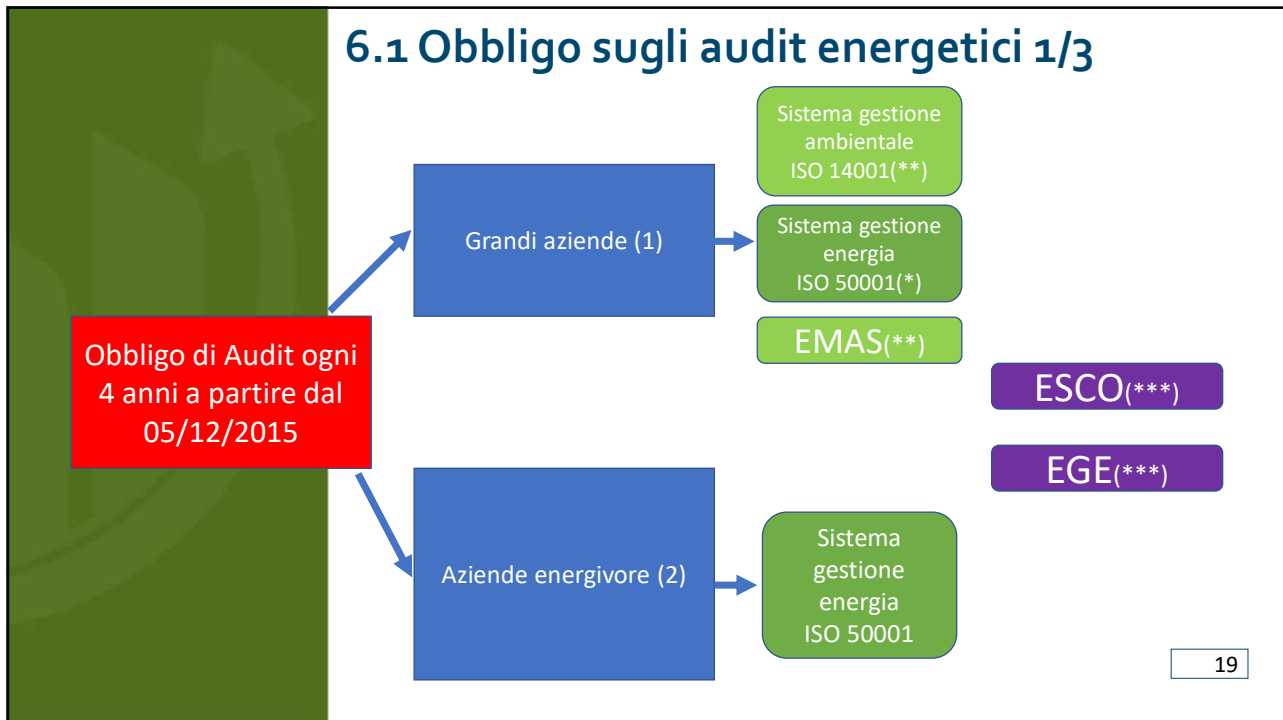 6.1 Obbligo sugli audit energetici 1/3
Sistema gestione
ambientale
ISO 14001(**)
Grandi aziende (1)
Sistema gestione
energia
ISO 50001(*)
EMAS(**)
Obbligo di Audit ogni
4 anni a partire dal
05/12/2015
ESCO(***)
EGE(***)
Aziende energivore (2)
Sistema
gestione
energia
ISO 50001
19